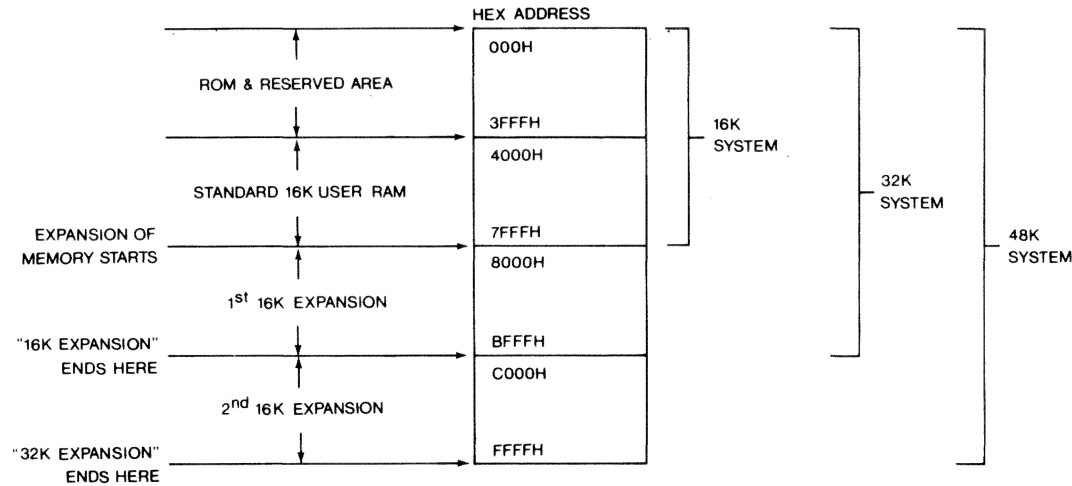 HEX ADDRESS
000H
ROM & RESERVED AREA
3FFFH
16K
SYSTEM
4000H
STANDARD 16K USER RAM
32K
SYSTEM
7FFFH
EXPANSION OF
MEMORY STARTS
48K
SYSTEM
8000H
1st 16K EXPANSION
BFFFH
"16K EXPANSION"
ENDS HERE
C000H
2nd 16K EXPANSION
FFFFH
"32K EXPANSION"
ENDS HERE